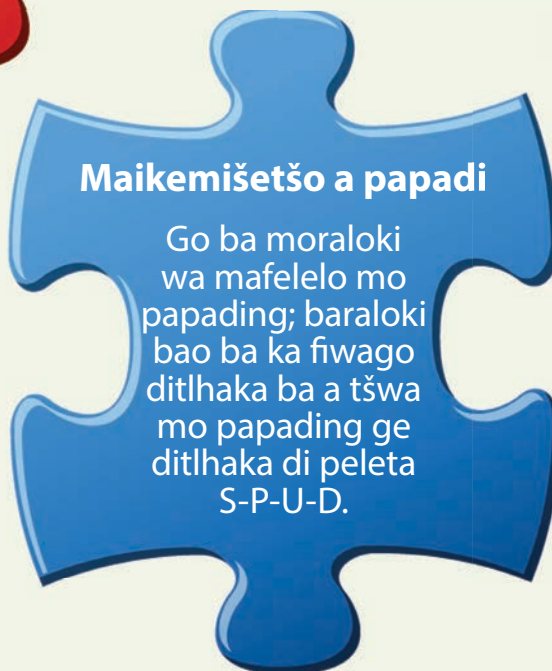 Maikemišetšo a papadi
Go ba moraloki
wa mafelelo mo
papading; baraloki
bao ba ka fiwago
ditlhaka ba a tšwa
mo papading ge
ditlhaka di peleta
S-P-U-D.